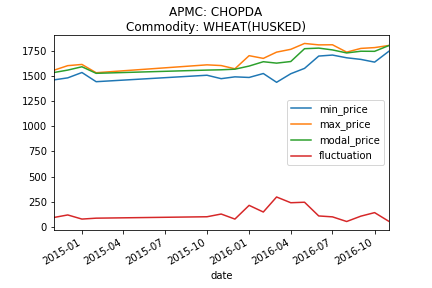 APMC: CHOPDA
Commodity: WHEAT(HUSKED)
1750
1500
1250
1000
750
500
250
0
min_price
max_price
modal_price
fluctuation
2015-01
2015-04
2015-07
2015-10
2016-01
2016-04
2016-07
2016-10
date